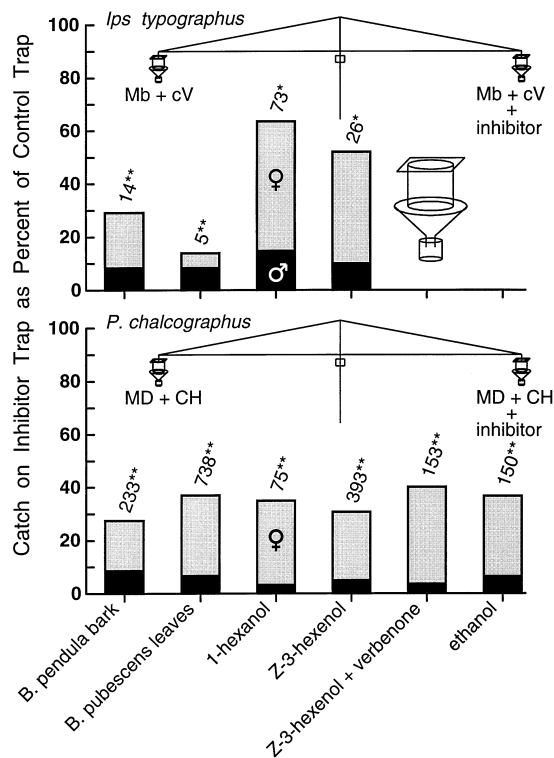 Catch on Inhibitor Trap as Percent of Control Trap
Ips typographus
100
80
60
40
20
0
Mb + cV
Mb + cV
+
inhibitor
14**
5**
73*
26*
♀
♂
P. chalcographus
100
80
60
40
20
0
MD + CH
MD + CH
+
inhibitor
233**
738**
75**
393**
153**
150**
♀
B. pendula bark
B. pubescens leaves
1-hexanol
Z-3-hexenol
Z-3-hexenol + verbenone
ethanol